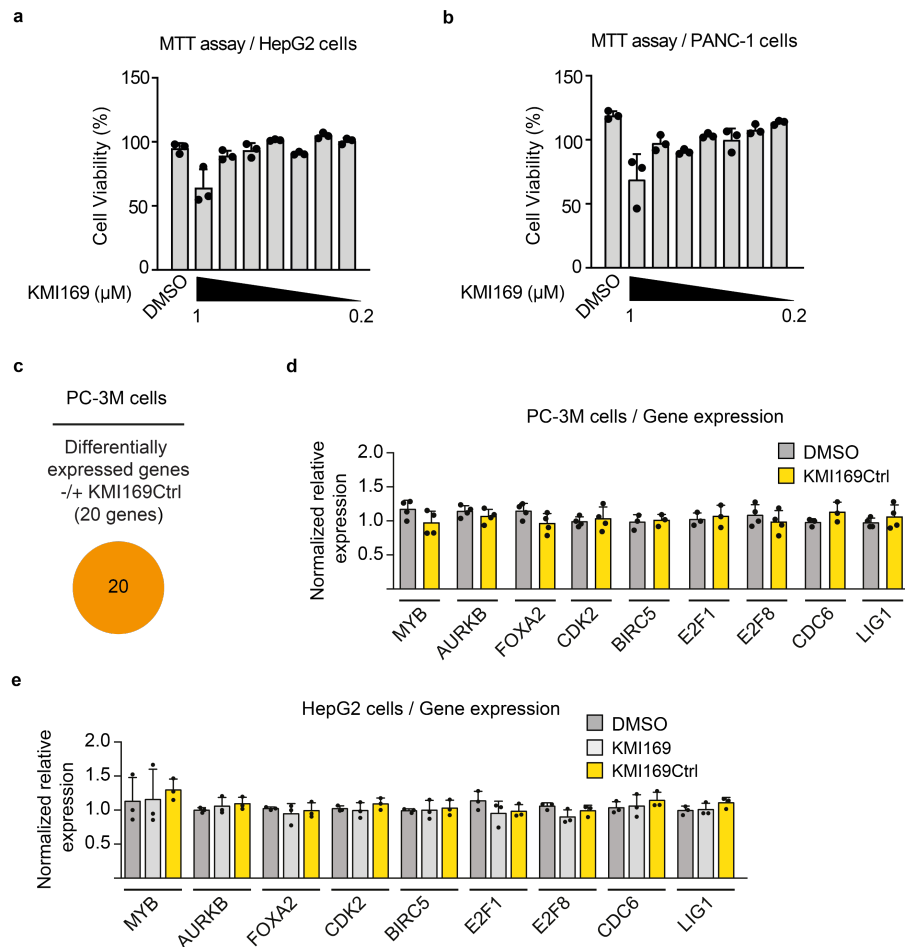 a
MTT assay / HepG2 cells
150
100
50
0
Cell Viability (%)
DMSO
KMI169 (μM)
1
0.2
b
MTT assay / PANC-1 cells
150
100
50
0
Cell Viability (%)
DMSO
KMI169 (μM)
1
0.2
c
PC-3M cells
Differentially
expressed genes
-/+ KMI169Ctrl
(20 genes)
20
d
PC-3M cells / Gene expression
DMSO
KMI169Ctrl
Normalized relative
expression
2.0
1.5
1.0
0.5
MYB
AURKB
FOXA2
CDK2
BIRC5
E2F1
E2F8
CDC6
LIG1
e
HepG2 cells / Gene expression
DMSO
KMI169
KMI169Ctrl
Normalized relative
expression
2.0
1.5
1.0
0.5
MYB
AURKB
FOXA2
CDK2
BIRC5
E2F1
E2F8
CDC6
LIG1